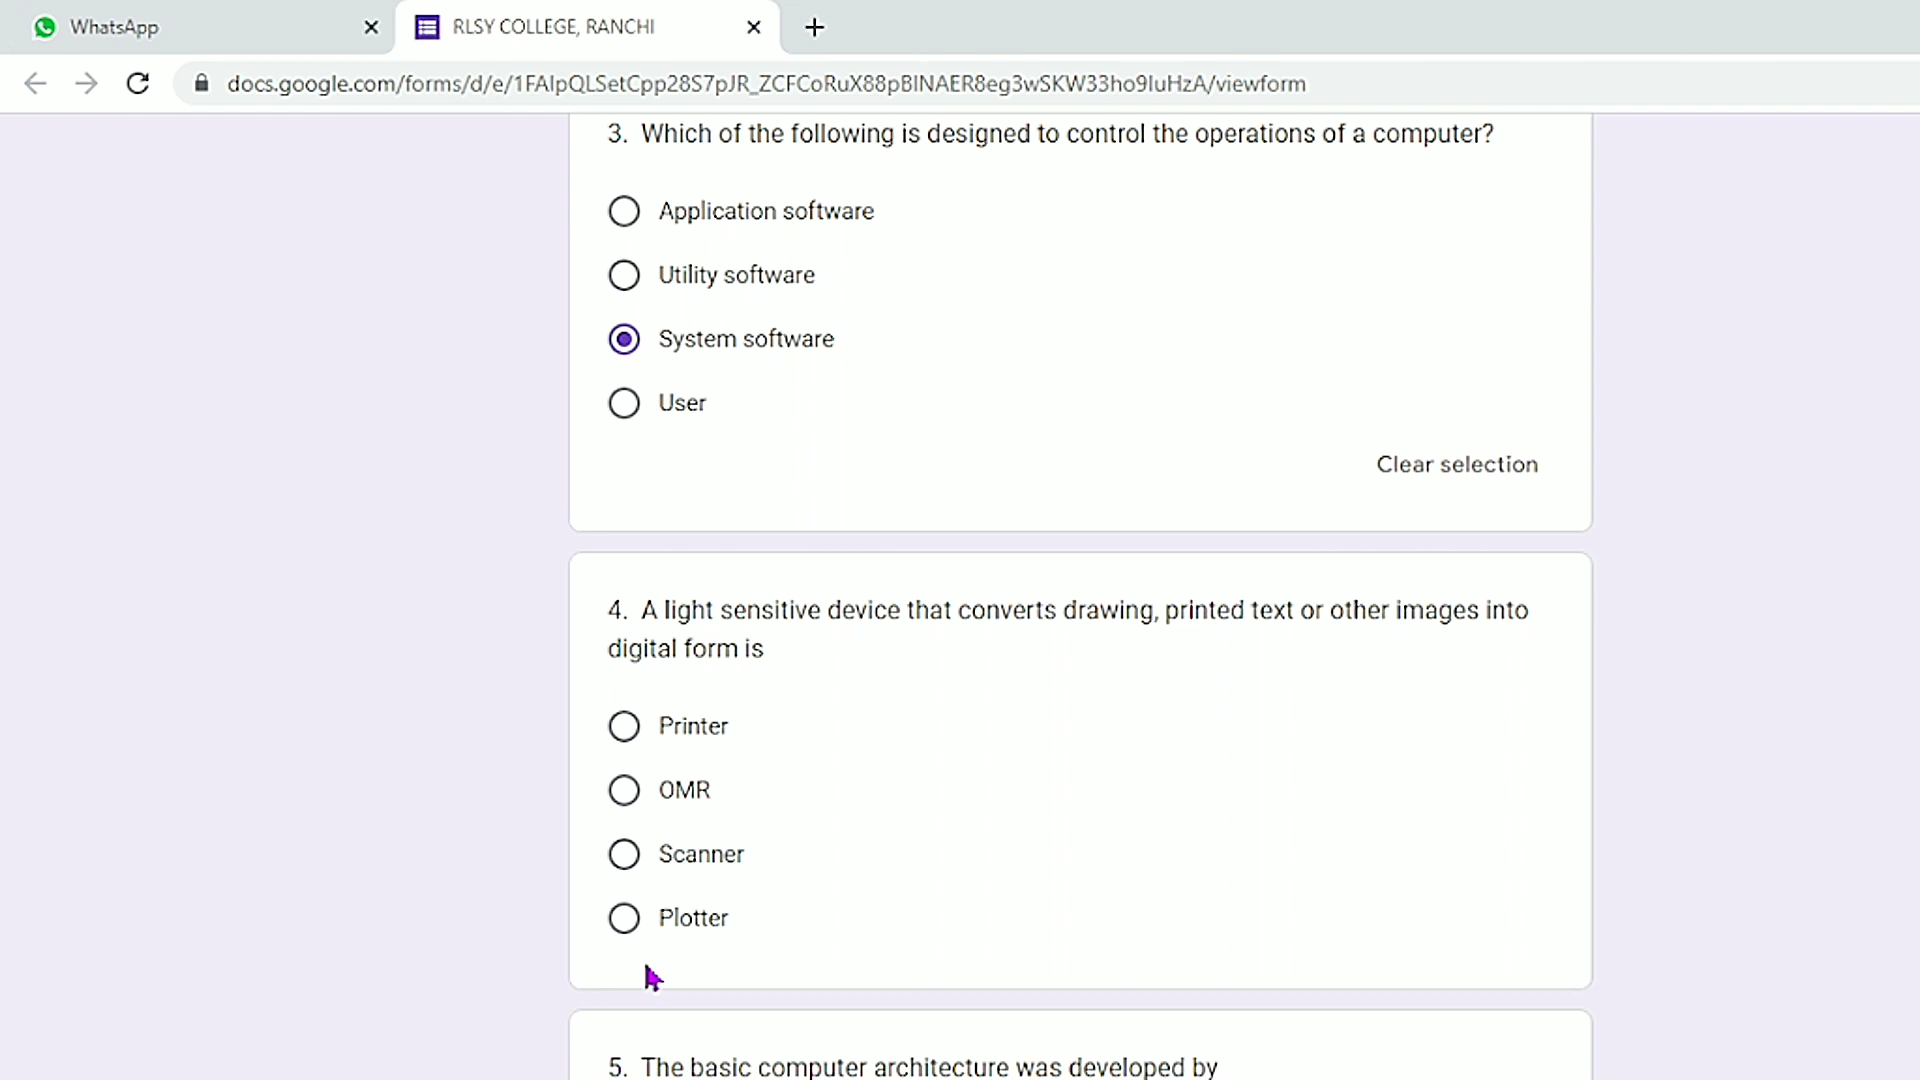 WhatsApp
RLSY COLLEGE, RANCHI
docs.google.com/forms/d/e/1FAIpQLSetCpp28S7pJR_ZCFCoRuX88pBINAER8eg3wSKW33ho9IuHzA/viewform
3. Which of the following is designed to control the operations of a computer?
Application software
Utility software
System software
User
Clear selection
4. A light sensitive device that converts drawing, printed text or other images into
digital form is
Printer
OMR
Scanner
Plotter
5. The basic computer architecture was developed by